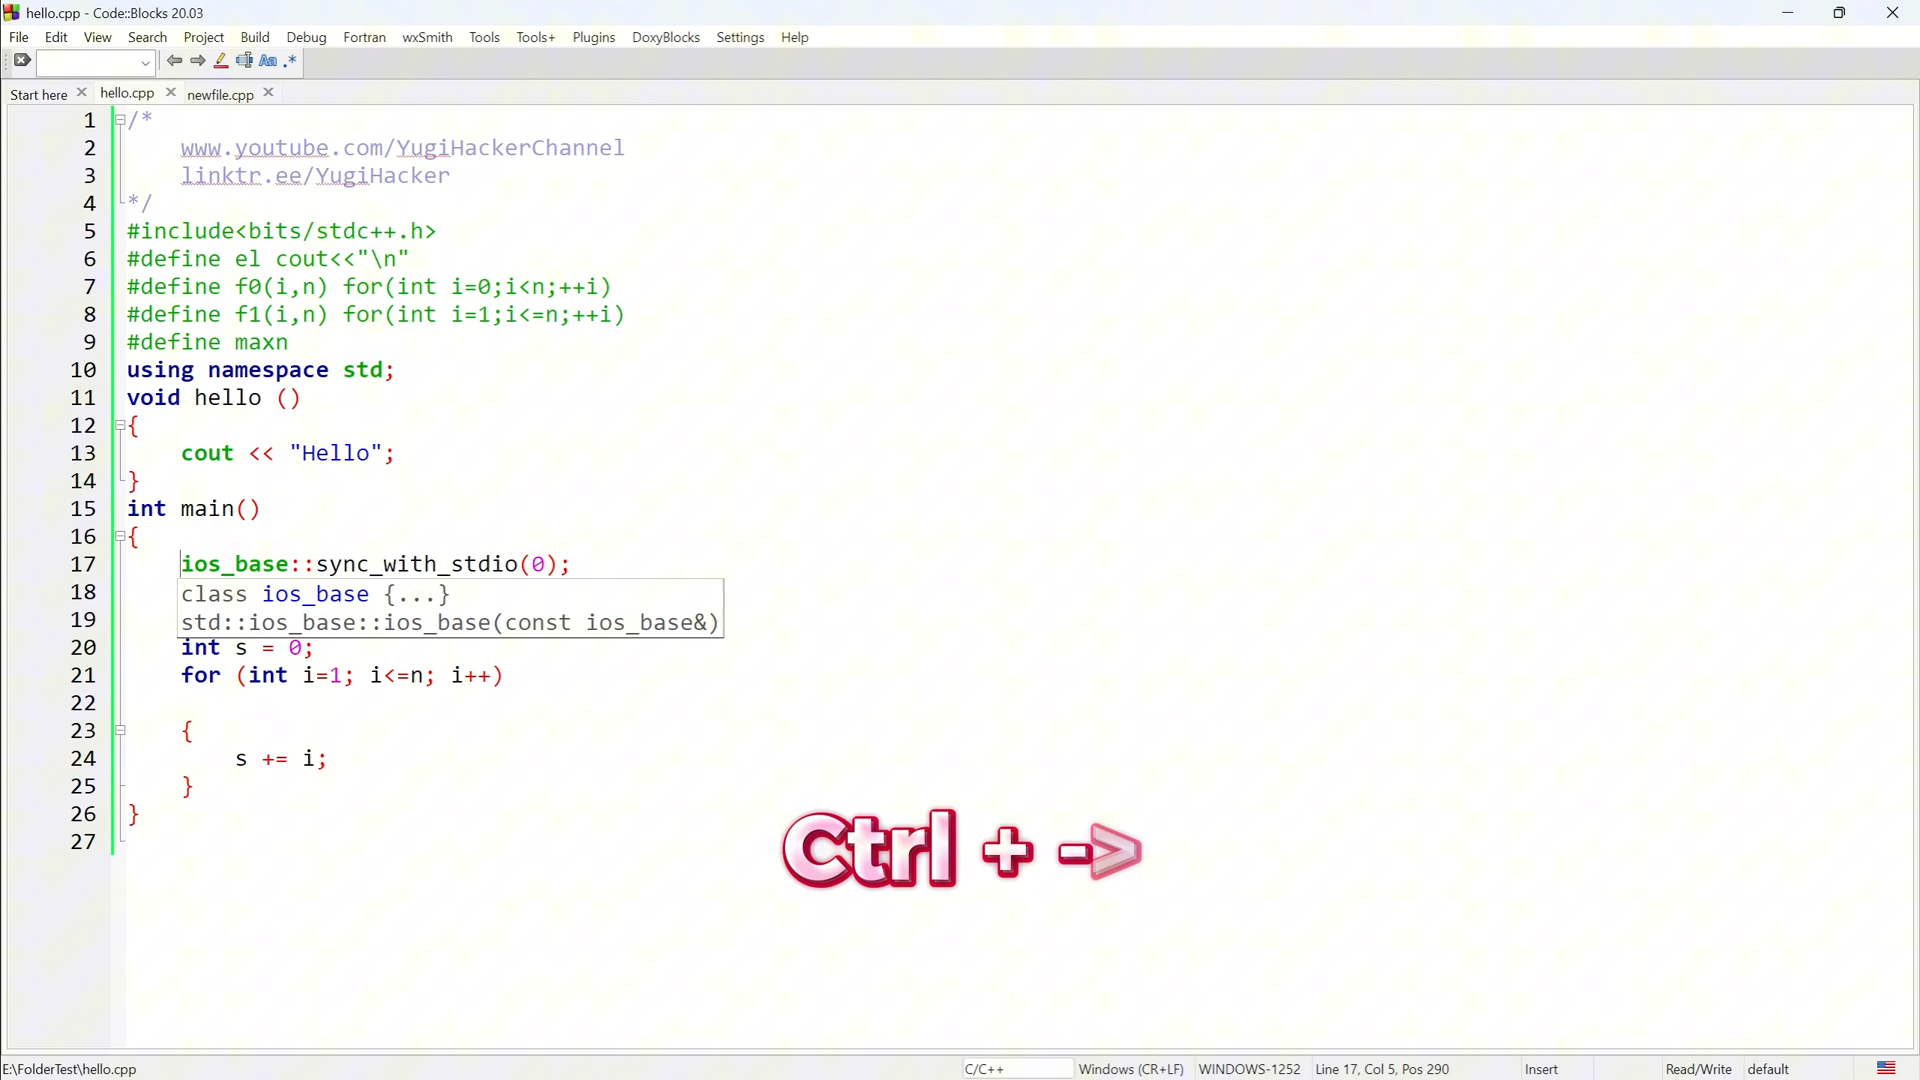 hello.cpp - Code::Blocks 20.03
File Edit View Search Project Build Debug Fortran wxSmith Tools Tools+ Plugins DoxyBlocks Settings Help
Aa .*
Start here hello.cpp newfile.cpp
1 /*
2 www.youtube.com/YugiHackerChannel
3 linktr.ee/YugiHacker
4 */
5 #include<bits/stdc++.h>
6 #define el cout<<"\n"
7 #define f0(i,n) for(int i=0;i<n;++i)
8 #define f1(i,n) for(int i=1;i<=n;++i)
9 #define maxn
10 using namespace std;
11 void hello ()
12 {
13 cout << "Hello";
14 }
15 int main()
16 {
17 ios_base::sync_with_stdio(0);
18 class ios_base {...}
19 std::ios_base::ios_base(const ios_base&)
20 int s = 0;
21 for (int i=1; i<=n; i++)
22
23 {
24 s += i;
25 }
26 }
27
Ctrl + ->
E:\FolderTest\hello.cpp C/C++ Windows (CR+LF) WINDOWS-1252 Line 17, Col 5, Pos 290 Insert Read/Write default